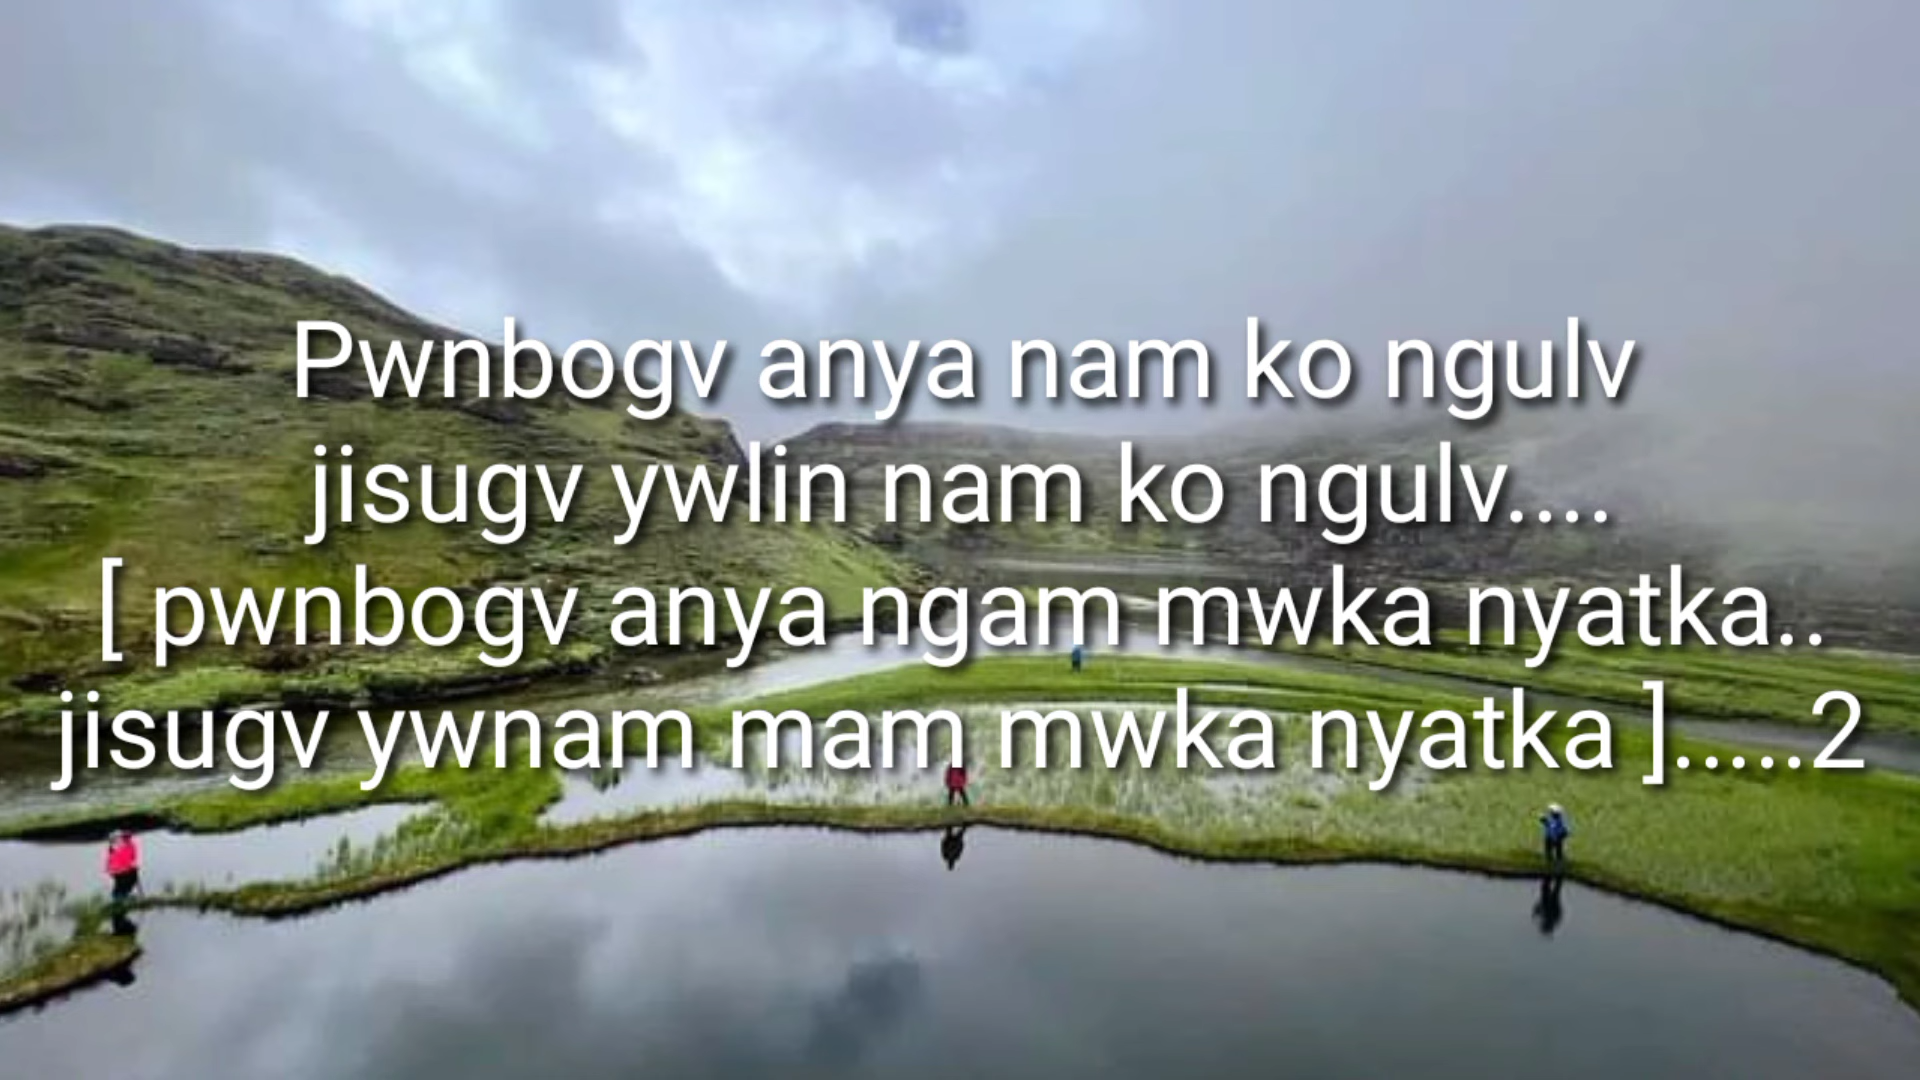 Pwnbogv anya nam ko ngulv
jisugv ywlin nam ko ngulv....
[ pwnbogv anya ngam mwka nyatka..
jisugv ywnam mam mwka nyatka ].....2